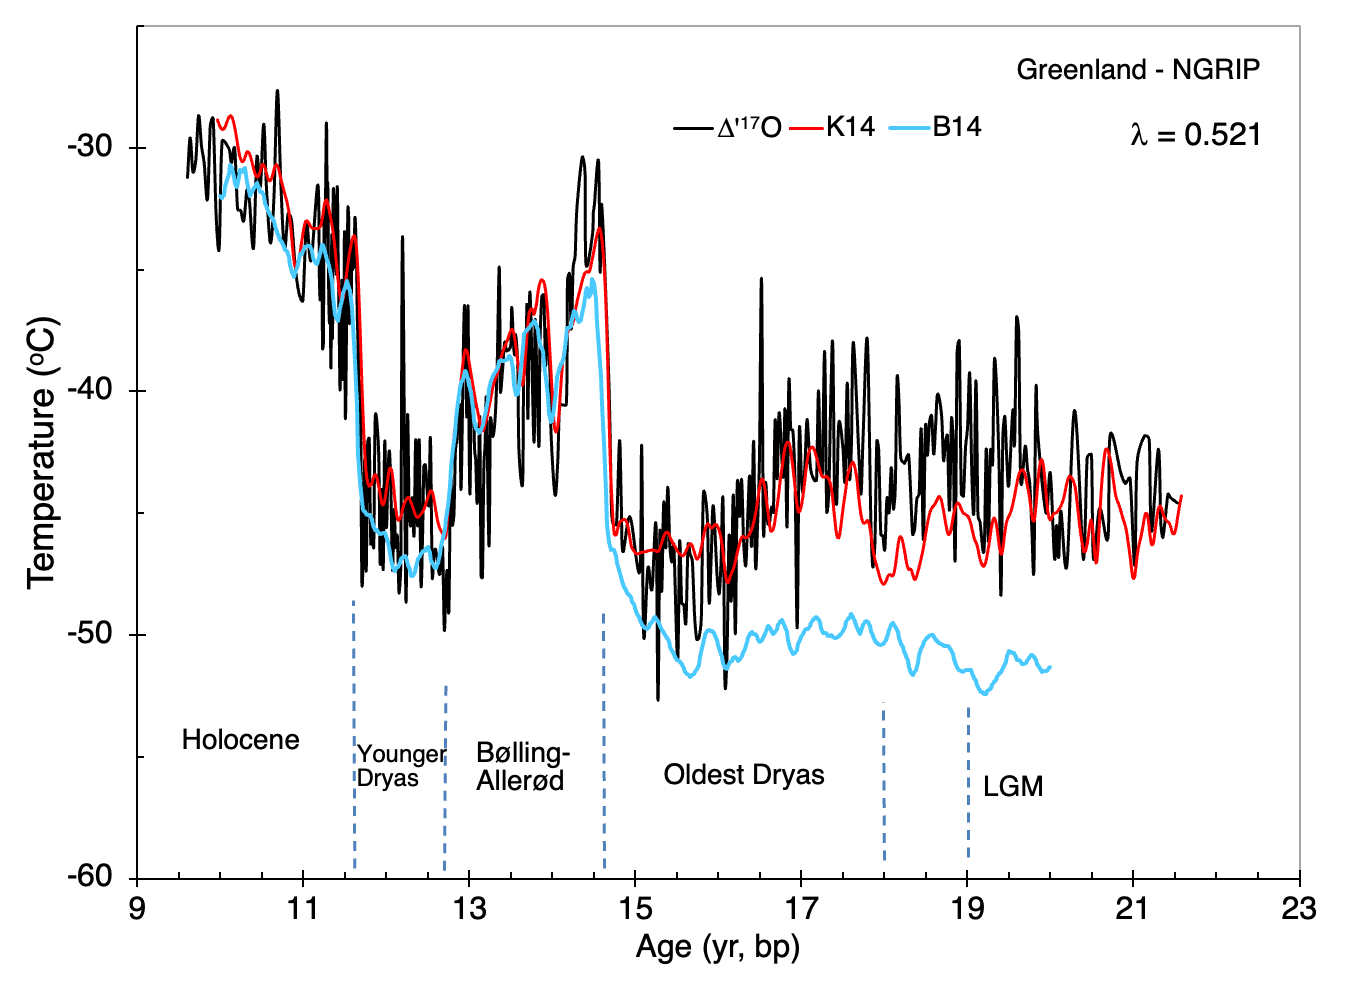 Greenland - NGRIP
Δ'¹⁷O K14 B14
λ = 0.521
-30
-40
-50
-60
Temperature (ºC)
Holocene
Younger
Dryas
Bølling-
Allerød
Oldest Dryas
LGM
9 11 13 15 17 19 21 23
Age (yr, bp)